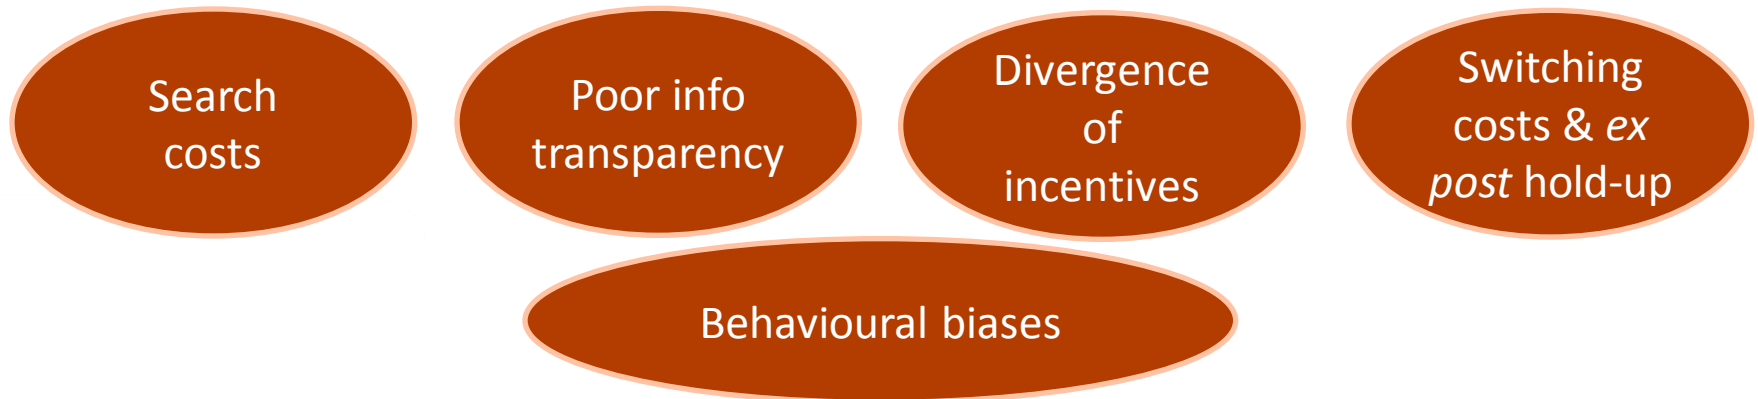 Search
costs
Poor info
transparency
Divergence
of
incentives
Switching
costs & ex
post hold-up
Behavioural biases